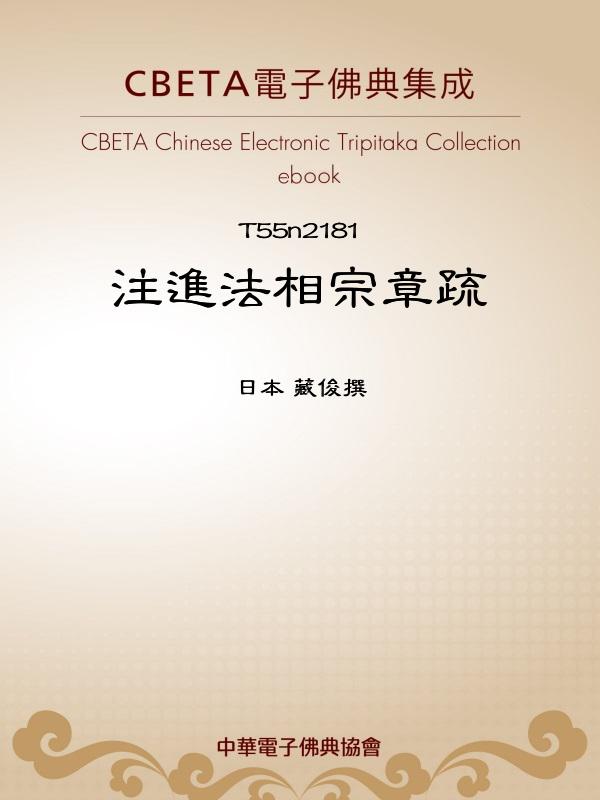 CBETA電子佛典集成
CBETA Chinese Electronic Tripitaka Collection
ebook
T55n2181
注進法相宗章疏
日本 藏俊撰
中華電子佛典協會